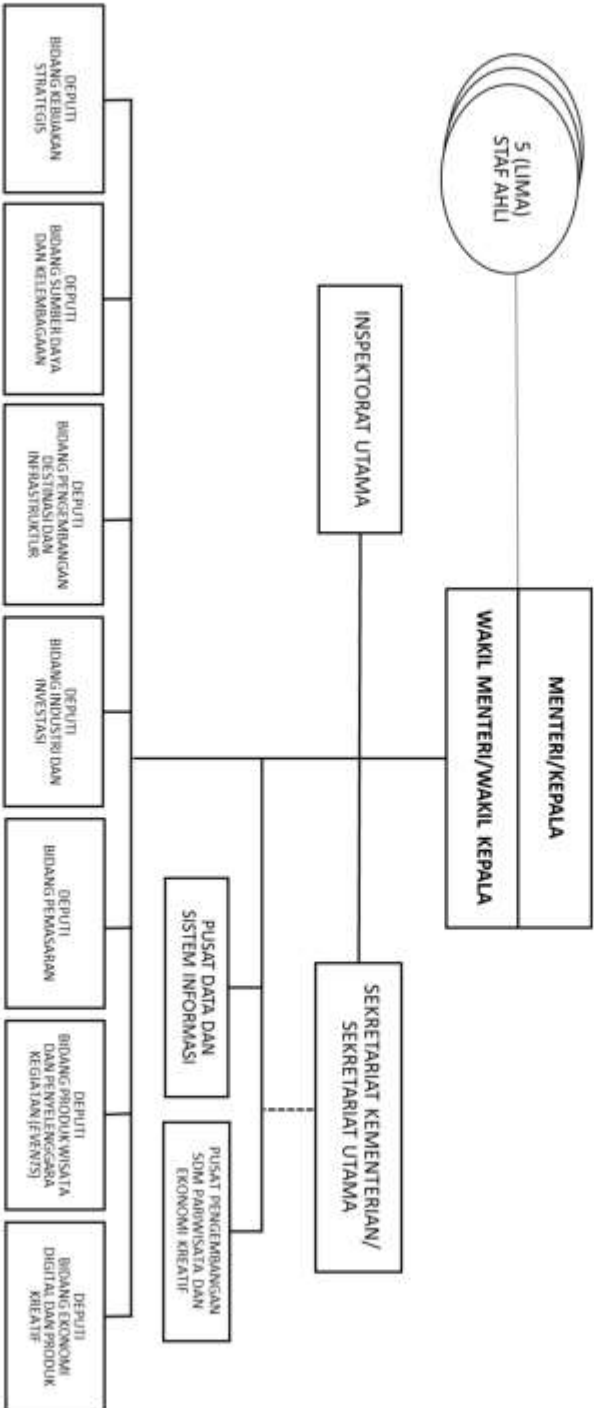 MENTERI/KEPALA
WAKIL MENTERI/WAKIL KEPALA
5 (LIMA)
STAF AHLI
INSPEKTORAT UTAMA
SEKRETARIAT KEMENTERIAN/
SEKRETARIAT UTAMA
PUSAT DATA DAN
SISTEM INFORMASI
PUSAT PENGEMBANGAN
SDM PARIWISATA DAN
EKONOMI KREATIF
DEPUTI
BIDANG KEBIJAKAN
STRATEGIS
DEPUTI
BIDANG SUMBER DAYA
DAN KELEMBAGAAN
DEPUTI
BIDANG PENGEMBANGAN
DESTINASI DAN
INFRASTRUKTUR
DEPUTI
BIDANG INDUSTRI DAN
INVESTASI
DEPUTI
BIDANG PEMASARAN
DEPUTI
BIDANG PRODUK WISATA
DAN PENYELENGGARA
KEGIATAN (EVENTS)
DEPUTI
BIDANG EKONOMI
DIGITAL DAN PRODUK
KREATIF